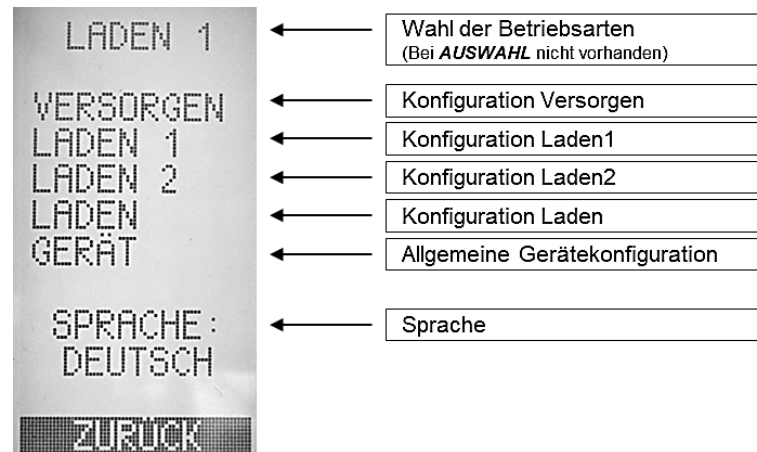 LADEN 1
Wahl der Betriebsarten
(Bei AUSWAHL nicht vorhanden)
VERSORGEN
Konfiguration Versorgen
LADEN 1
Konfiguration Laden1
LADEN 2
Konfiguration Laden2
LADEN
Konfiguration Laden
GERÄT
Allgemeine Gerätekonfiguration
SPRACHE:
Sprache
DEUTSCH
ZURÜCK